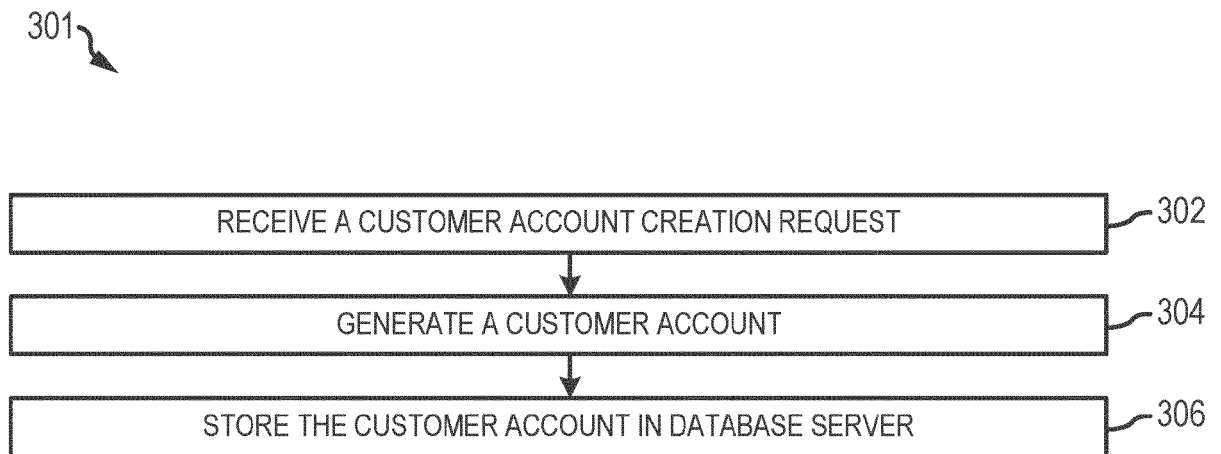 301
RECEIVE A CUSTOMER ACCOUNT CREATION REQUEST
302
GENERATE A CUSTOMER ACCOUNT
304
STORE THE CUSTOMER ACCOUNT IN DATABASE SERVER
306